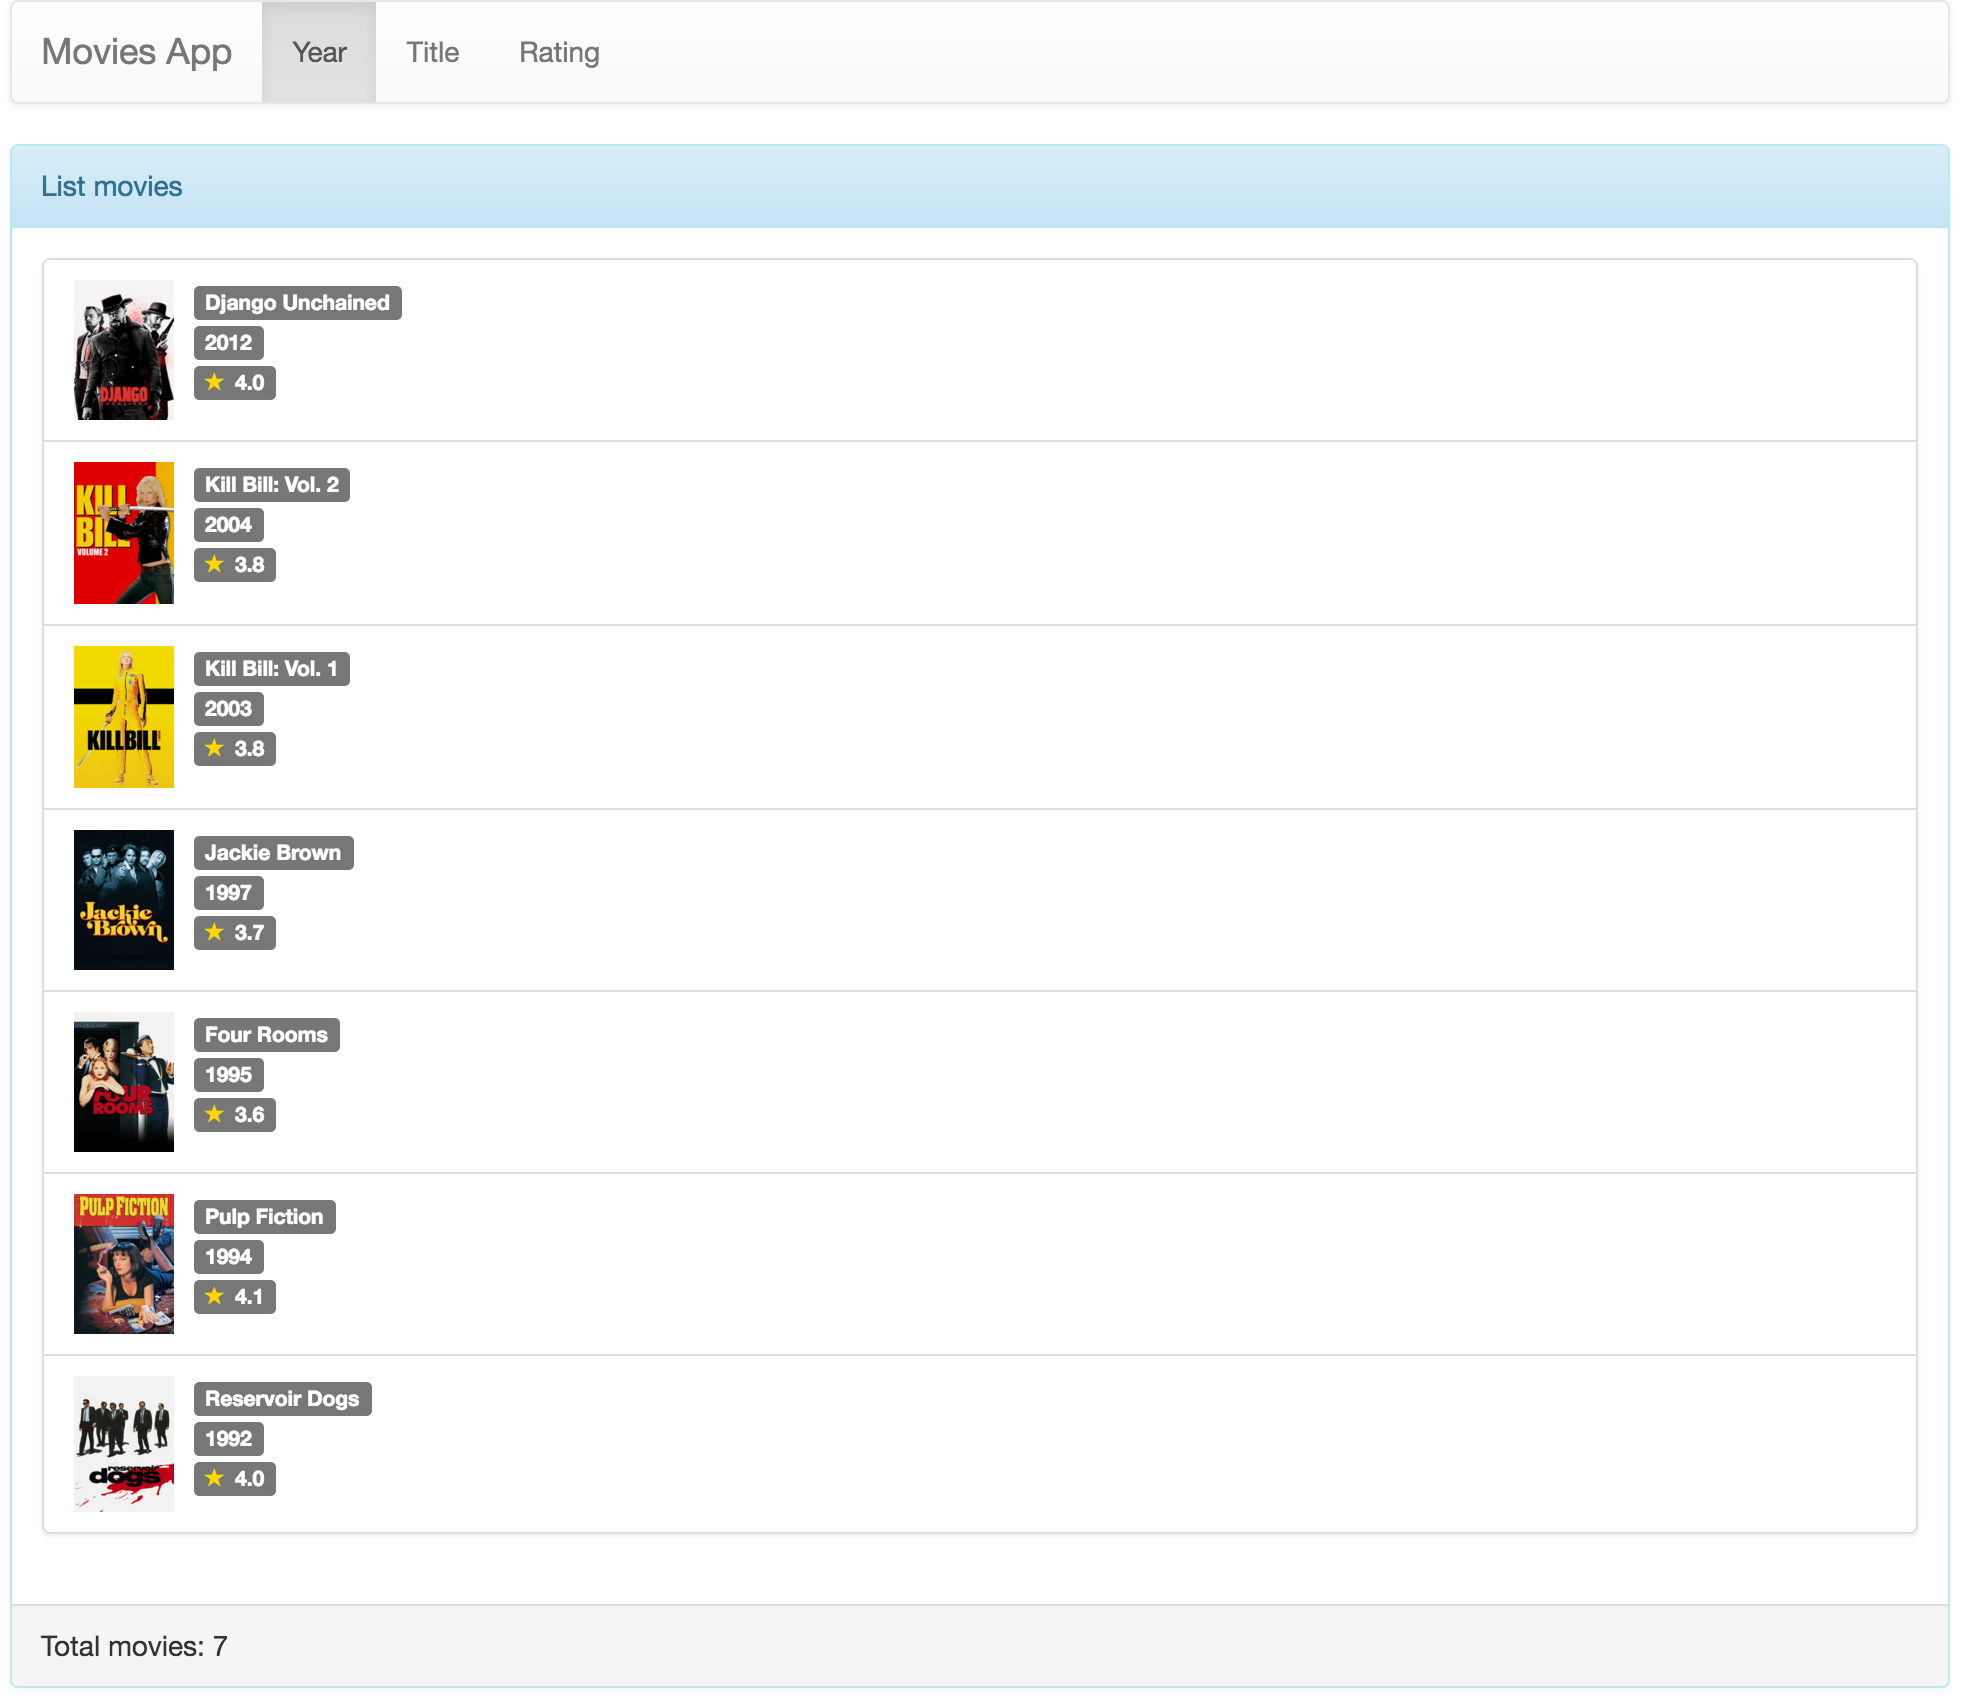 Movies App Year Title Rating
List movies
DJANGO
Django Unchained
2012
★ 4.0
KILL
BILL
VOLUME 2
Kill Bill: Vol. 2
2004
★ 3.8
KILLBILL
Kill Bill: Vol. 1
2003
★ 3.8
Jackie
Brown
Jackie Brown
1997
★ 3.7
FOUR
ROOMS
Four Rooms
1995
★ 3.6
PULP FICTION
Pulp Fiction
1994
★ 4.1
reservoir
dogs
Reservoir Dogs
1992
★ 4.0
Total movies: 7